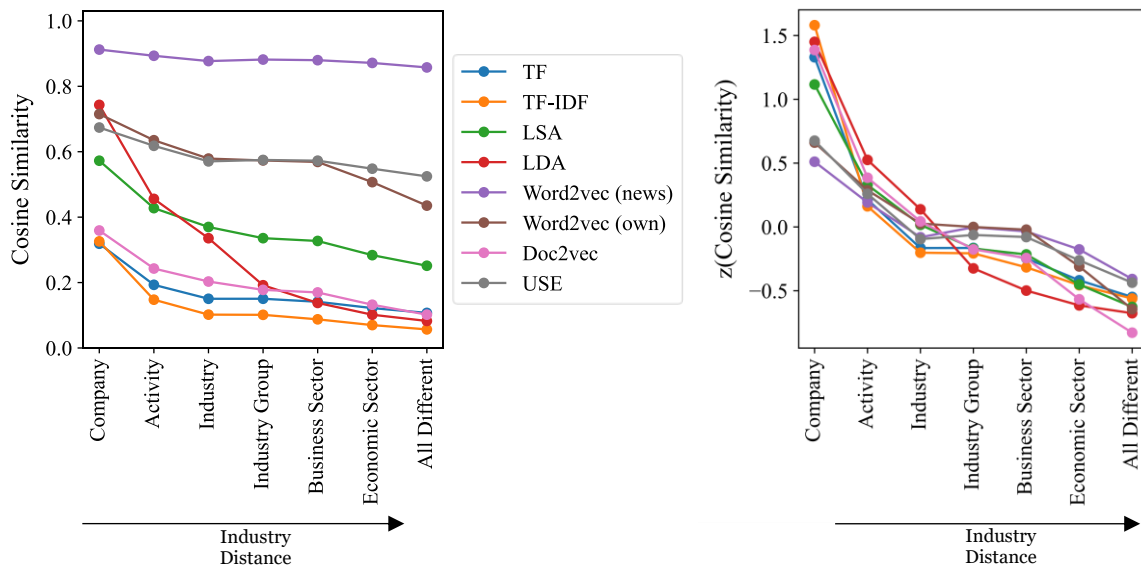 Cosine Similarity
1.0
0.8
0.6
0.4
0.2
0.0
Company
Activity
Industry
Industry Group
Business Sector
Economic Sector
All Different
Industry
Distance
TF
TF-IDF
LSA
LDA
Word2vec (news)
Word2vec (own)
Doc2vec
USE
z(Cosine Similarity)
1.5
1.0
0.5
0.0
−0.5
Company
Activity
Industry
Industry Group
Business Sector
Economic Sector
All Different
Industry
Distance